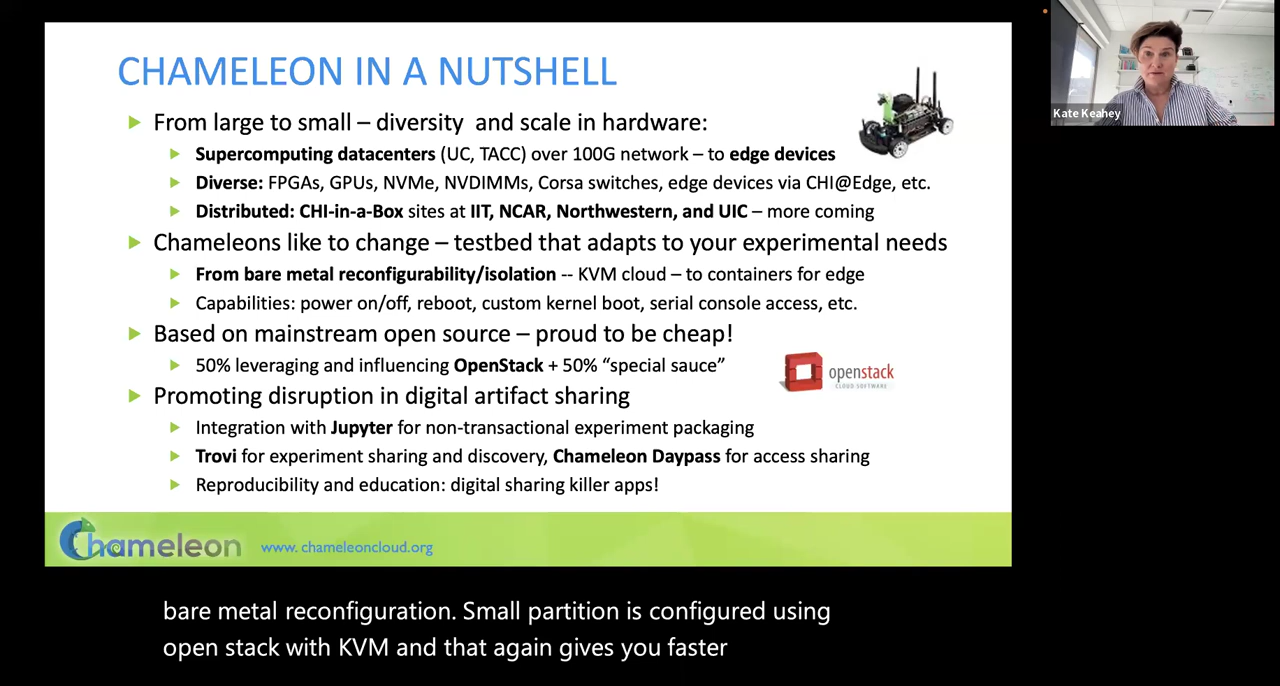 CHAMELEON IN A NUTSHELL
From large to small – diversity and scale in hardware:
Supercomputing datacenters (UC, TACC) over 100G network – to edge devices
Diverse: FPGAs, GPUs, NVMe, NVDIMMs, Corsa switches, edge devices via CHI@Edge, etc.
Distributed: CHI-in-a-Box sites at IIT, NCAR, Northwestern, and UIC – more coming
Chameleons like to change – testbed that adapts to your experimental needs
From bare metal reconfigurability/isolation -- KVM cloud – to containers for edge
Capabilities: power on/off, reboot, custom kernel boot, serial console access, etc.
Based on mainstream open source – proud to be cheap!
50% leveraging and influencing OpenStack + 50% “special sauce”
openstack
CLOUD SOFTWARE
Promoting disruption in digital artifact sharing
Integration with Jupyter for non-transactional experiment packaging
Trovi for experiment sharing and discovery, Chameleon Daypass for access sharing
Reproducibility and education: digital sharing killer apps!
Chameleon
www. chameleoncloud.org
Kate Keahey
bare metal reconfiguration. Small partition is configured using
open stack with KVM and that again gives you faster